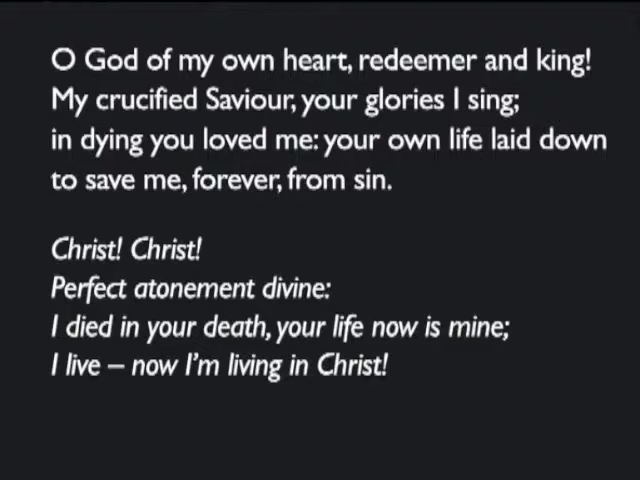 O God of my own heart, redeemer and king!
My crucified Saviour, your glories I sing;
in dying you loved me: your own life laid down
to save me, forever, from sin.
Christ! Christ!
Perfect atonement divine:
I died in your death, your life now is mine;
I live – now I'm living in Christ!